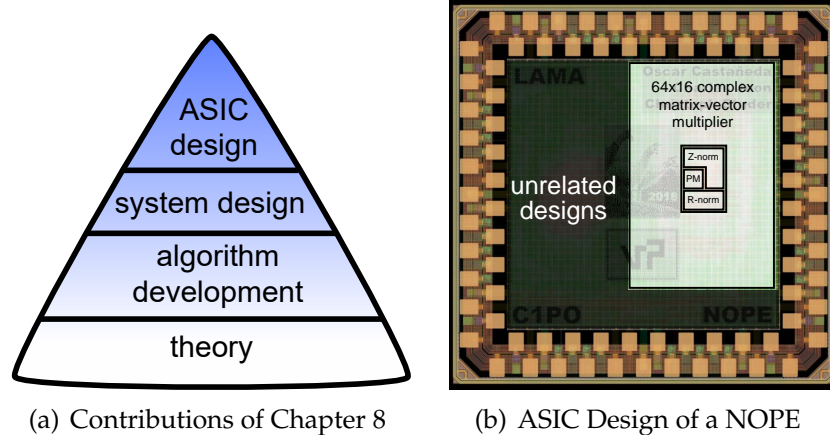 ASIC
design
system design
algorithm
development
theory
(a) Contributions of Chapter 8
LAMA
Oscar Castañeda
64x16 complex
matrix-vector
multiplier
Z-norm
PM
R-norm
unrelated
designs
2018
C1PO
NOPE
(b) ASIC Design of a NOPE